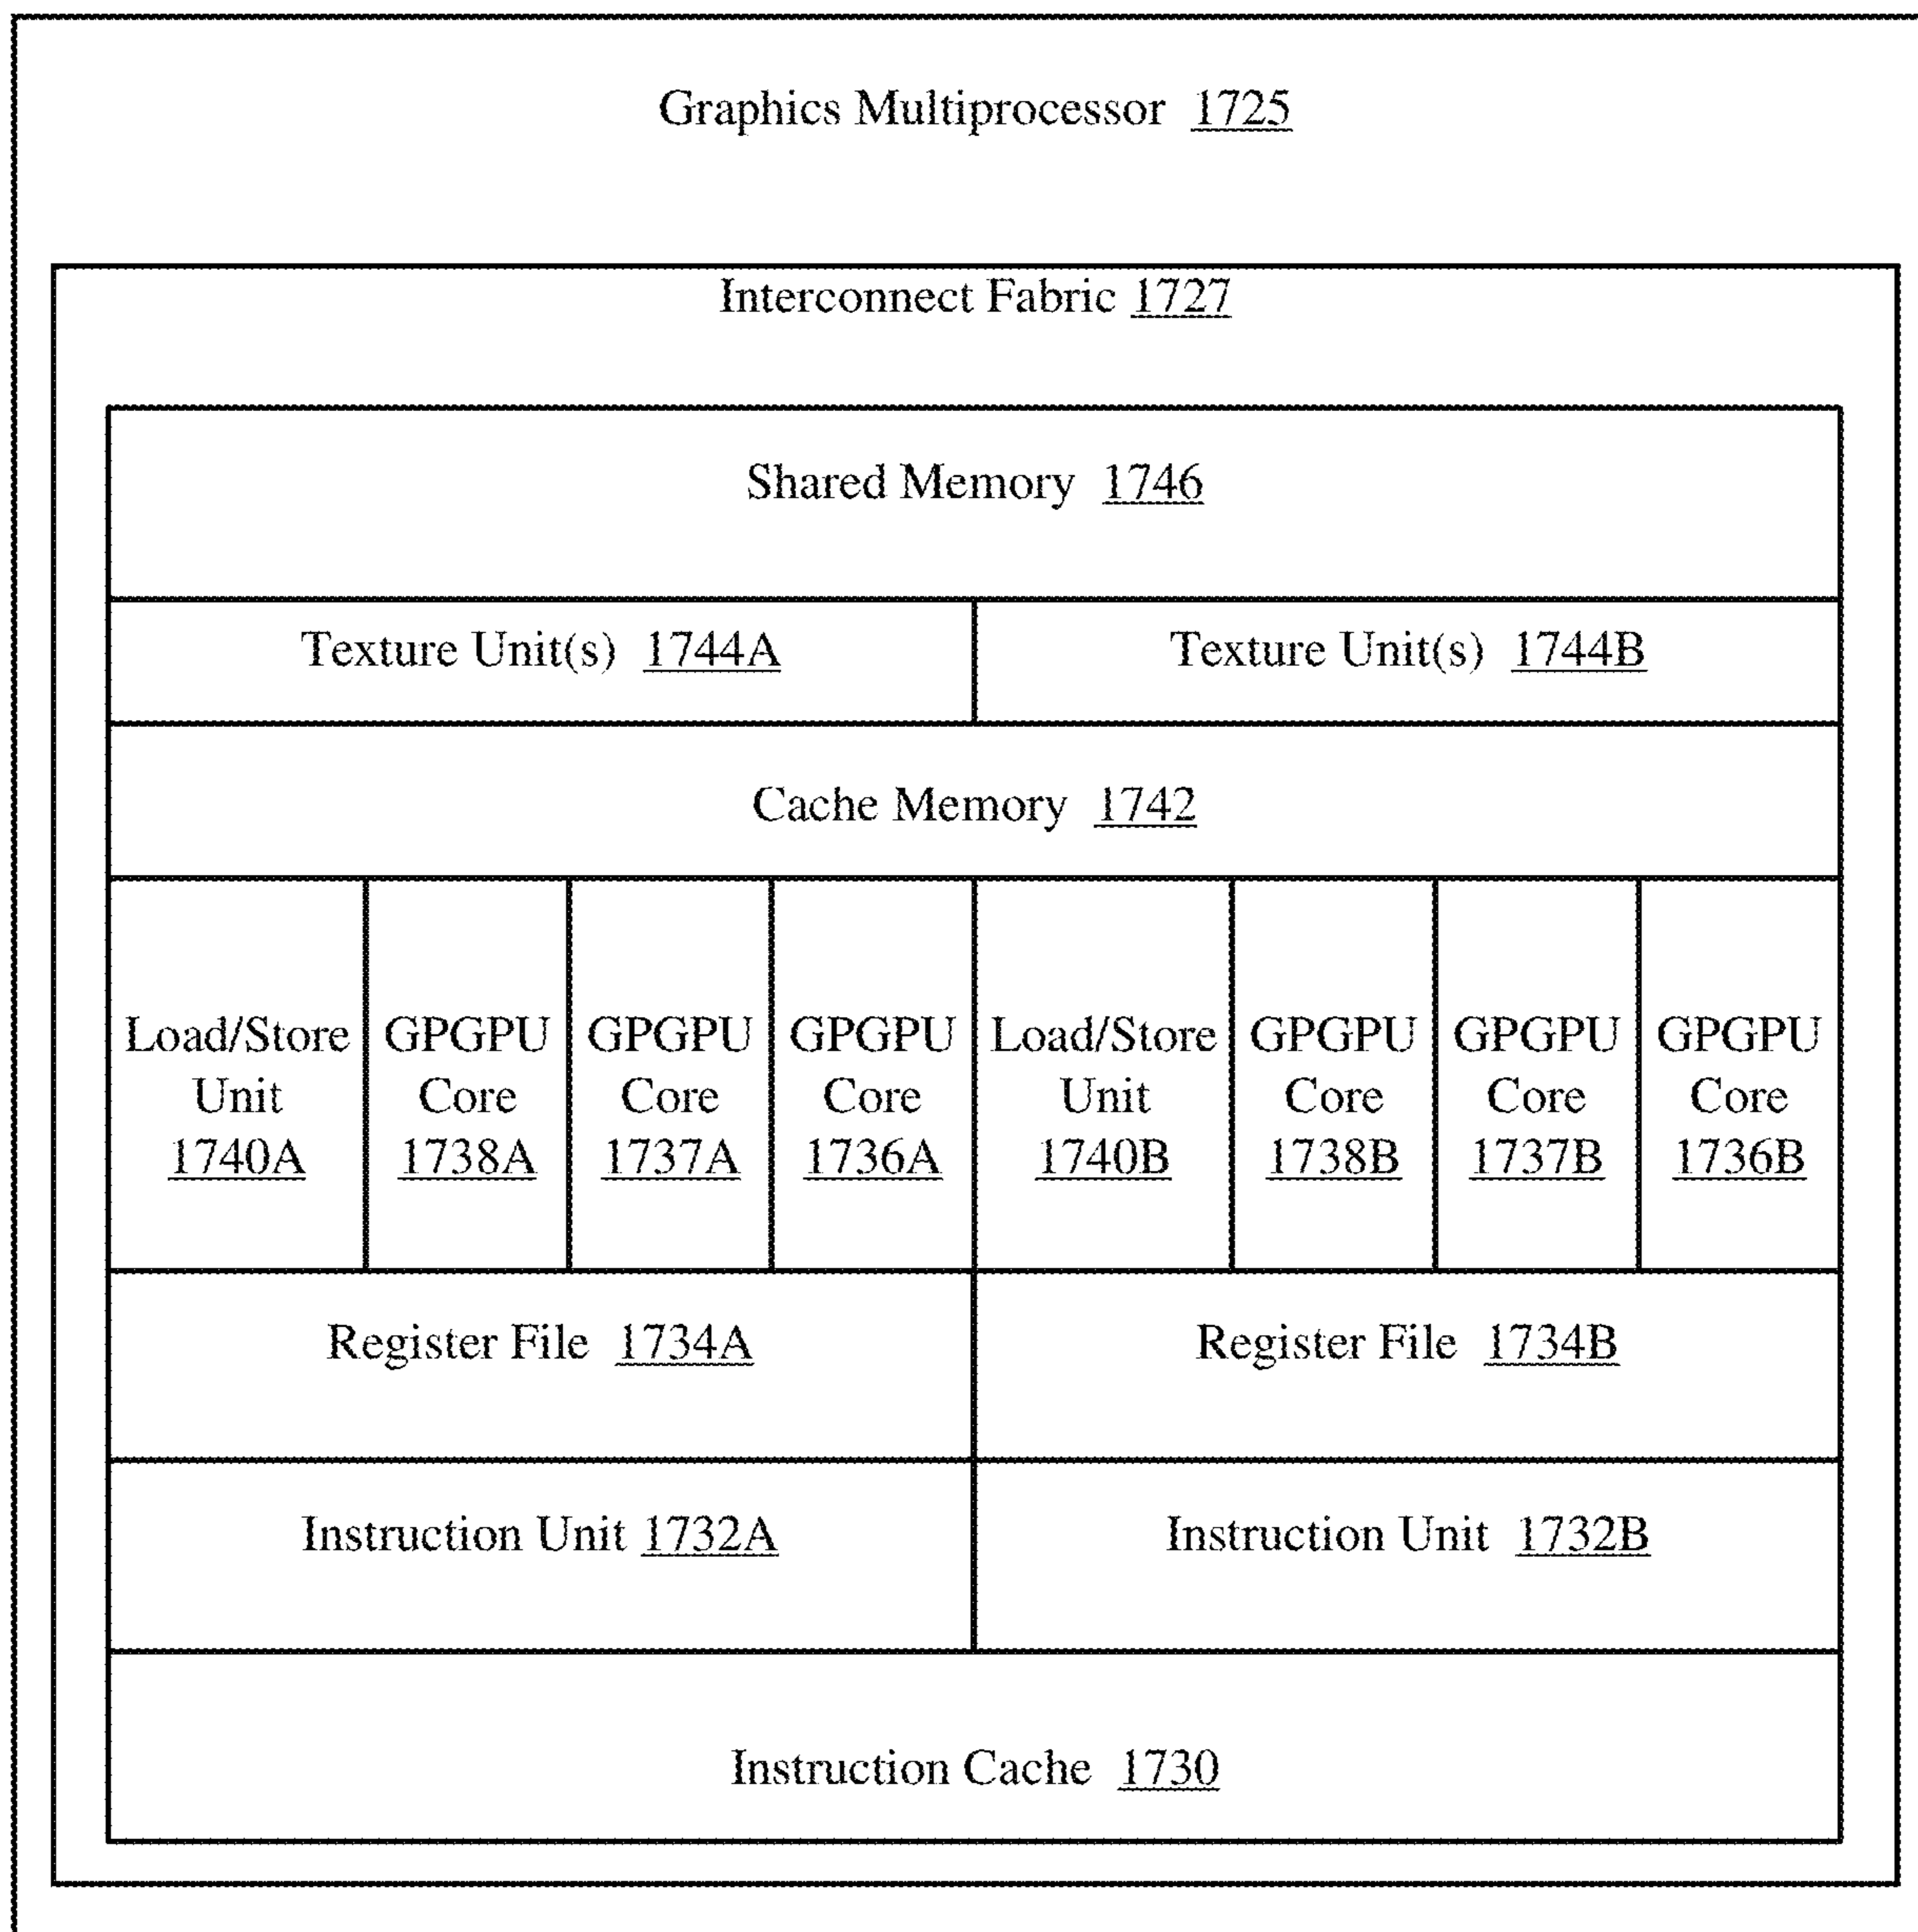 Graphics Multiprocessor 1725
Interconnect Fabric 1727
Shared Memory 1746
Texture Unit(s) 1744A
Texture Unit(s) 1744B
Cache Memory 1742
Load/Store
Unit
1740A
GPGPU
Core
1738A
GPGPU
Core
1737A
GPGPU
Core
1736A
Load/Store
Unit
1740B
GPGPU
Core
1738B
GPGPU
Core
1737B
GPGPU
Core
1736B
Register File 1734A
Register File 1734B
Instruction Unit 1732A
Instruction Unit 1732B
Instruction Cache 1730